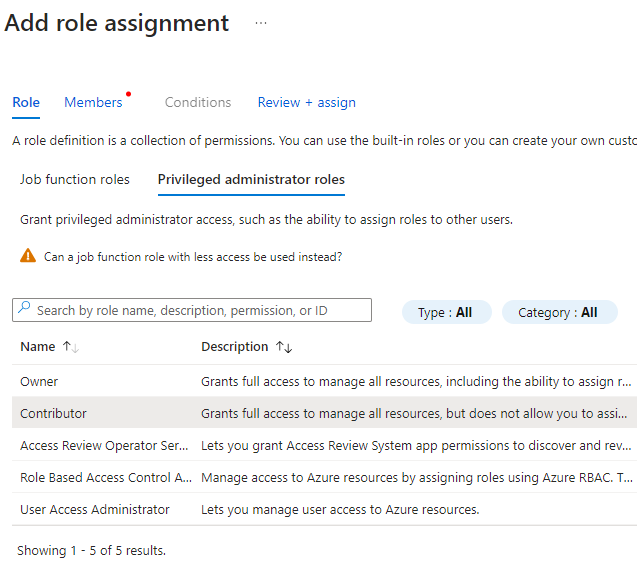 Add role assignment ...
Role Members Conditions Review + assign
A role definition is a collection of permissions. You can use the built-in roles or you can create your own custo
Job function roles Privileged administrator roles
Grant privileged administrator access, such as the ability to assign roles to other users.
Can a job function role with less access be used instead?
Search by role name, description, permission, or ID Type : All Category : All
Name ↑↓ Description ↑↓
Owner Grants full access to manage all resources, including the ability to assign r...
Contributor Grants full access to manage all resources, but does not allow you to assi...
Access Review Operator Ser... Lets you grant Access Review System app permissions to discover and rev...
Role Based Access Control A... Manage access to Azure resources by assigning roles using Azure RBAC. T...
User Access Administrator Lets you manage user access to Azure resources.
Showing 1 - 5 of 5 results.